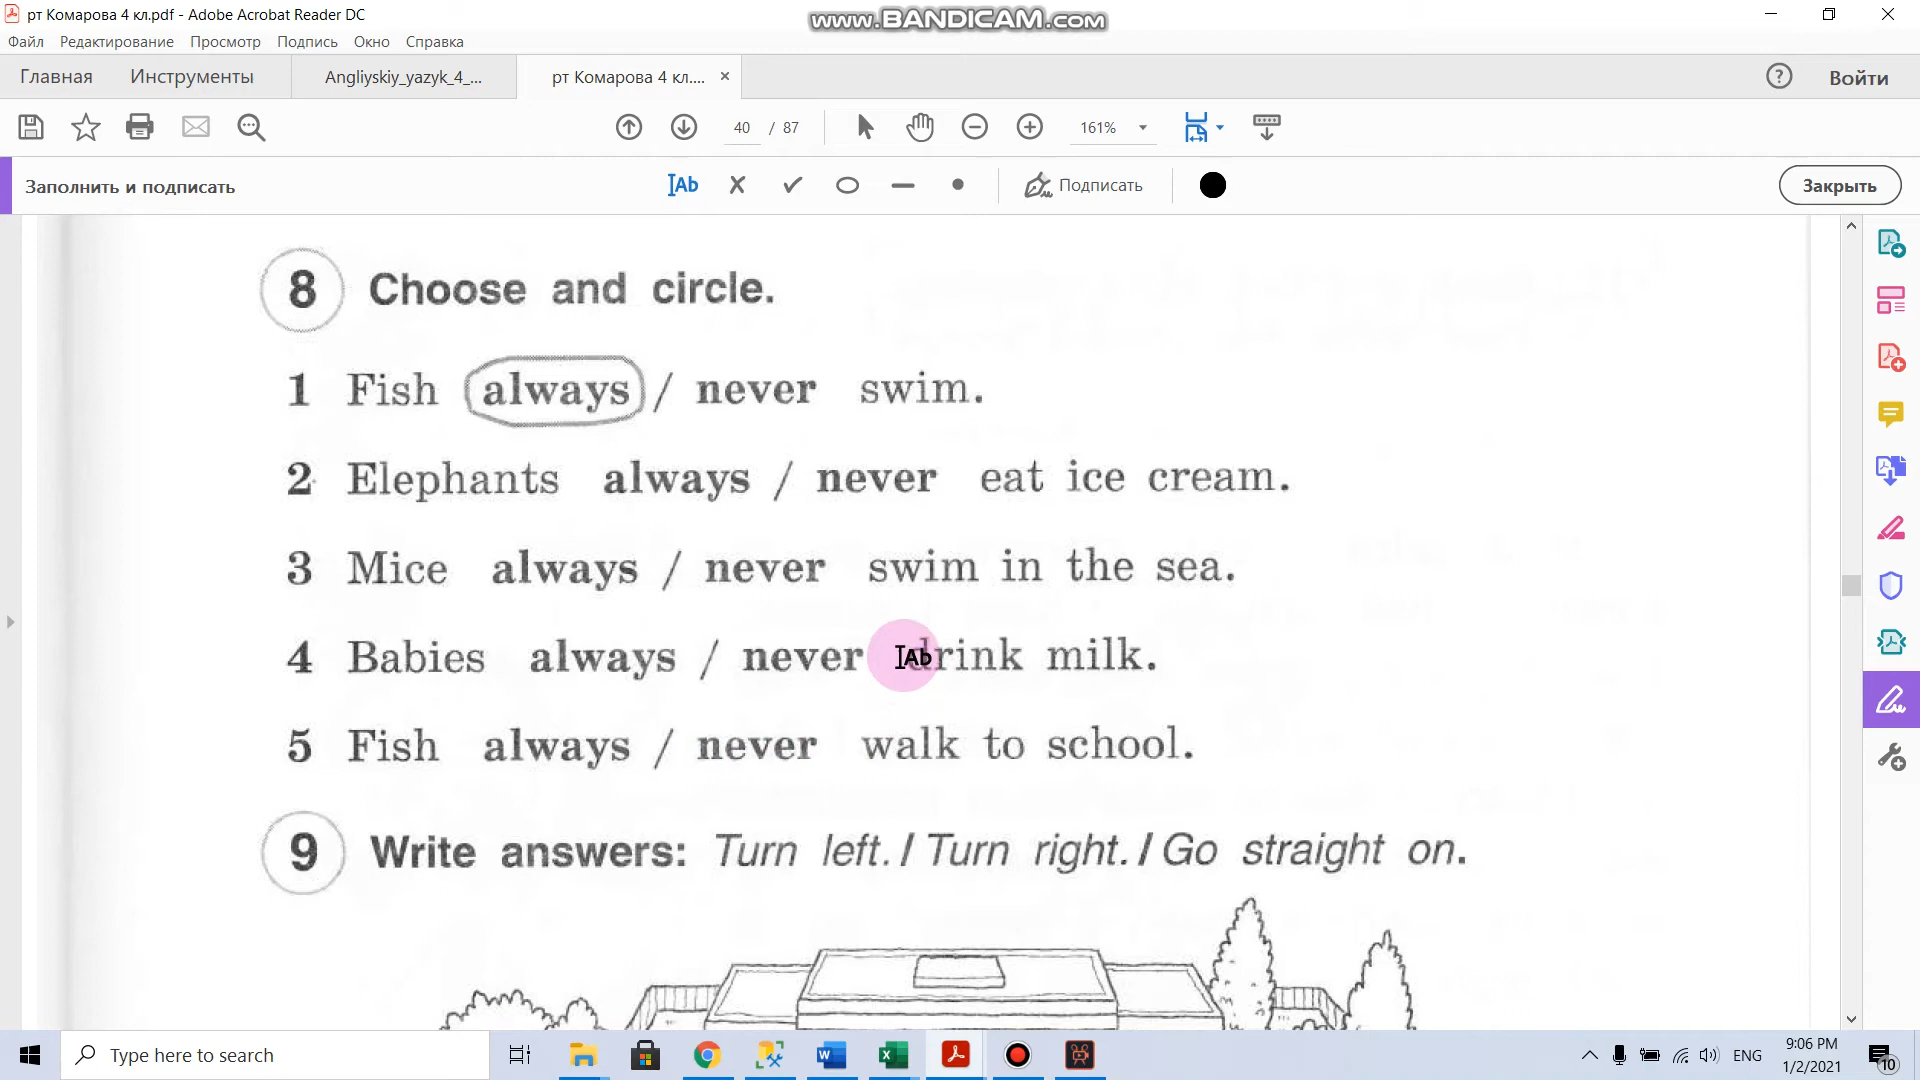 рт Комарова 4 кл.pdf - Adobe Acrobat Reader DC
www.BANDICAM.com
Файл Редактирование Просмотр Подпись Окно Справка
Главная Инструменты Angliyskiy_yazyk_4_... рт Комарова 4 кл.... × ? Войти
40 / 87 161%
Заполнить и подписать Ab Подписать Закрыть
8 Choose and circle.
1 Fish always / never swim.
2 Elephants always / never eat ice cream.
3 Mice always / never swim in the sea.
4 Babies always / never Ab drink milk.
5 Fish always / never walk to school.
9 Write answers: Turn left. / Turn right. / Go straight on.
Type here to search ENG 9:06 PM
1/2/2021 10